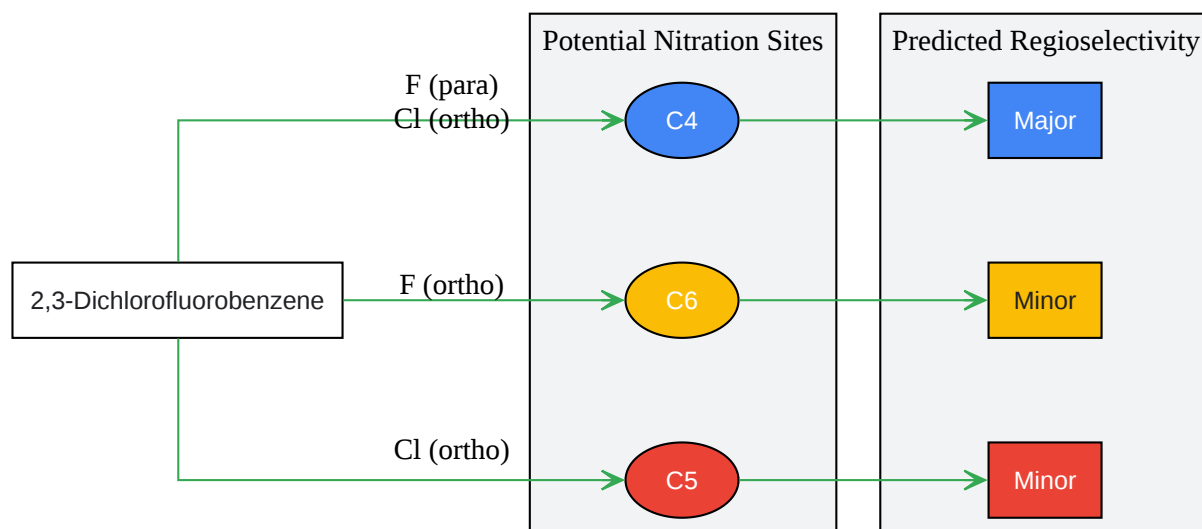 Potential Nitration Sites
Predicted Regioselectivity
F (para)
Cl (ortho)
C4
Major
2,3-Dichlorofluorobenzene
F (ortho)
C6
Minor
Cl (ortho)
C5
Minor